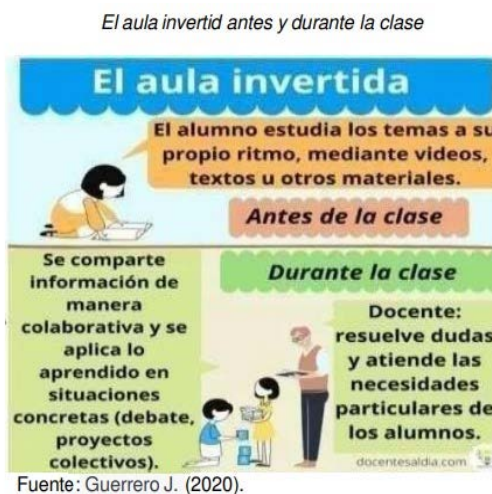 El aula invertid antes y durante la clase
El aula invertida
El alumno estudia los temas a su
propio ritmo, mediante videos,
textos u otros materiales.
Antes de la clase
Se comparte
información de
manera
colaborativa y se
aplica lo
aprendido en
situaciones
concretas (debate,
proyectos
colectivos).
Durante la clase
Docente:
resuelve dudas
y atiende las
necesidades
particulares de
los alumnos.
docentesaldia.com
Fuente: Guerrero J. (2020).